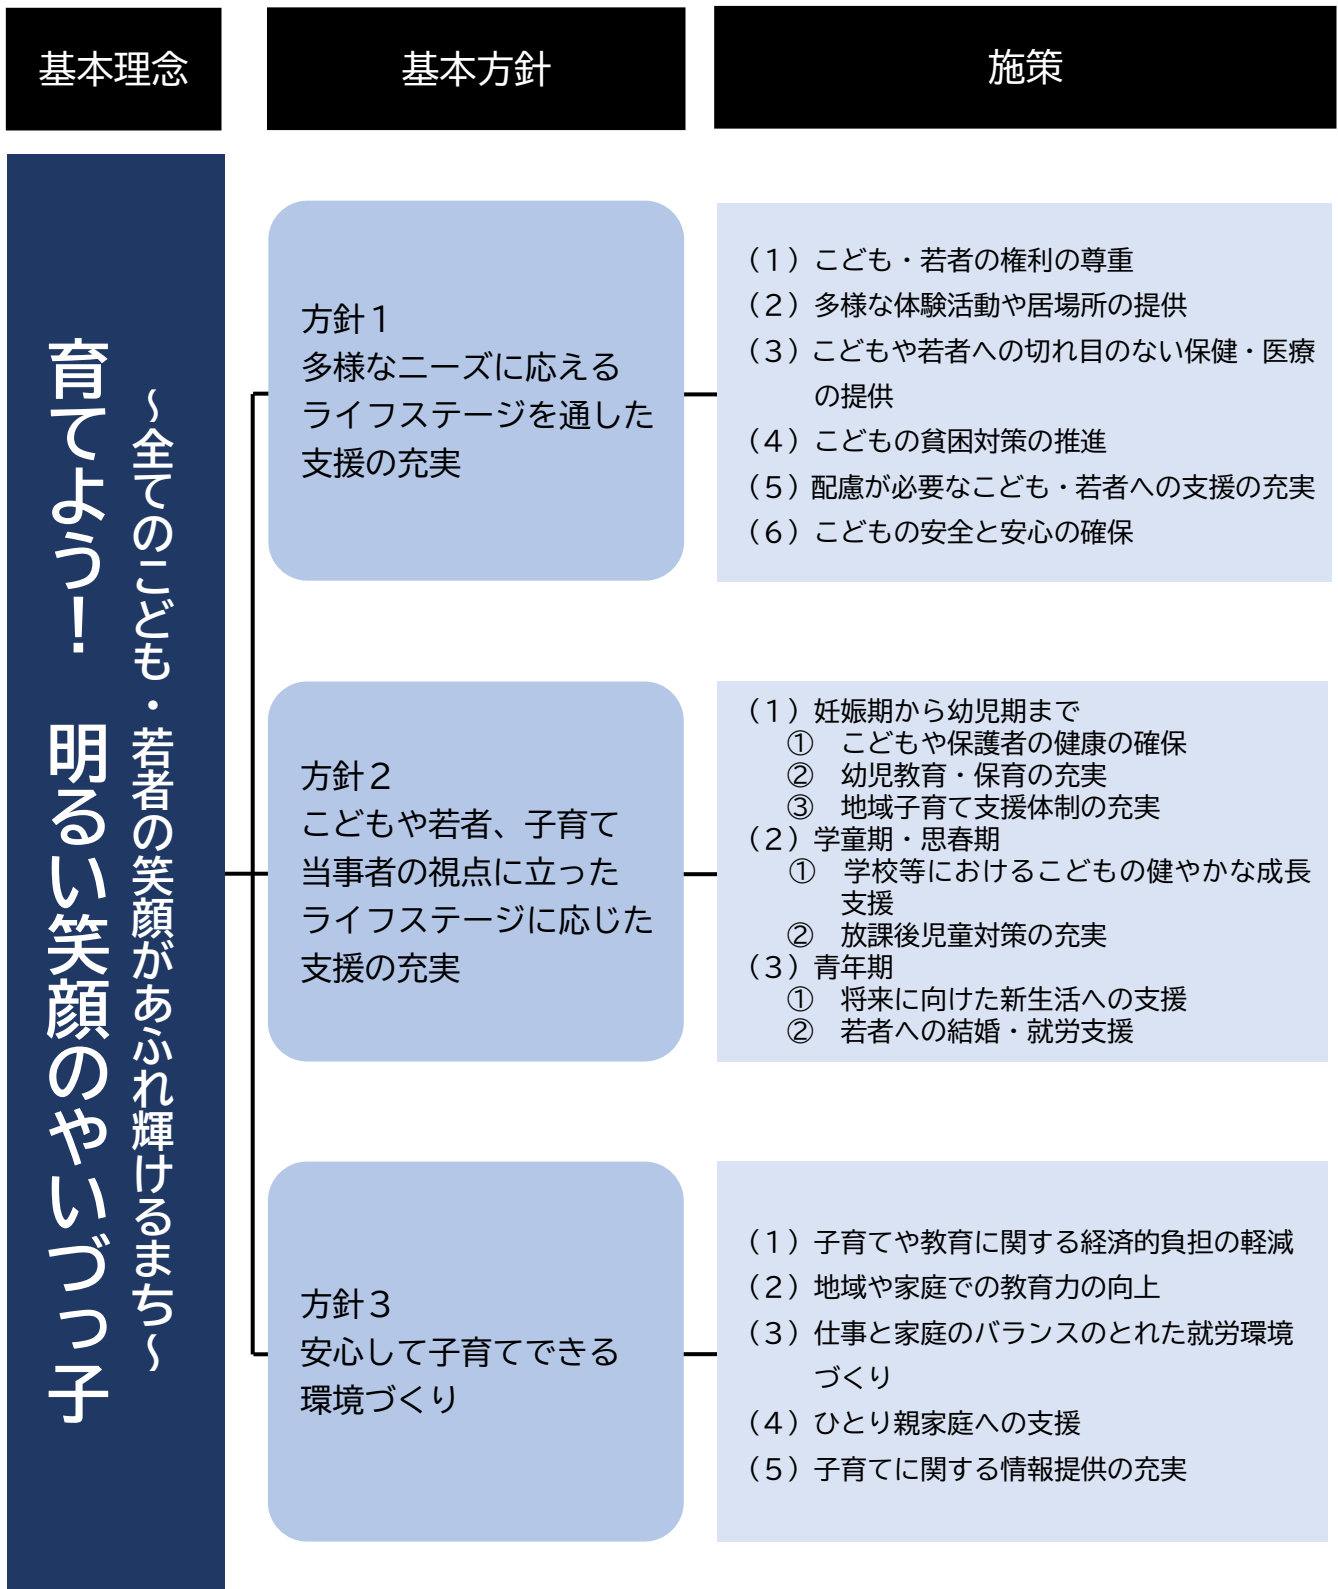 基本理念
基本方針
施策
育てよう！　明るい笑顔のやいづっ子
～全てのこども・若者の笑顔があふれ輝けるまち～
方針１
多様なニーズに応える
ライフステージを通した
支援の充実
（１）こども・若者の権利の尊重
（２）多様な体験活動や居場所の提供
（３）こどもや若者への切れ目のない保健・医療
の提供
（４）こどもの貧困対策の推進
（５）配慮が必要なこども・若者への支援の充実
（６）こどもの安全と安心の確保
方針２
こどもや若者、子育て
当事者の視点に立った
ライフステージに応じた
支援の充実
（１）妊娠期から幼児期まで
①　こどもや保護者の健康の確保
②　幼児教育・保育の充実
③　地域子育て支援体制の充実
（２）学童期・思春期
①　学校等におけるこどもの健やかな成長
支援
②　放課後児童対策の充実
（３）青年期
①　将来に向けた新生活への支援
②　若者への結婚・就労支援
方針３
安心して子育てできる
環境づくり
（１）子育てや教育に関する経済的負担の軽減
（２）地域や家庭での教育力の向上
（３）仕事と家庭のバランスのとれた就労環境
づくり
（４）ひとり親家庭への支援
（５）子育てに関する情報提供の充実